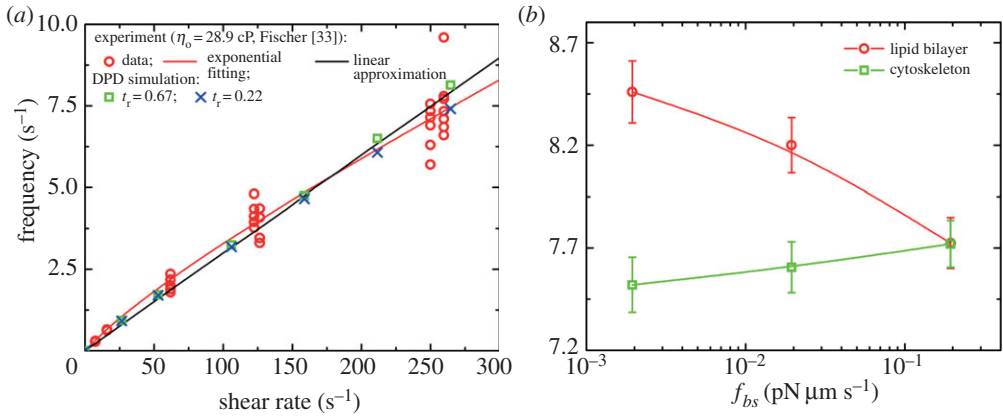 (a)
10.0
7.5
5.0
2.5
0
frequency (s⁻¹)
experiment (ηₒ = 28.9 cP, Fischer [33]):
data; exponential fitting; linear approximation
DPD simulation:
tᵣ = 0.67; tᵣ = 0.22
50 100 150 200 250 300
shear rate (s⁻¹)
(b)
8.7
8.2
7.7
7.2
lipid bilayer
cytoskeleton
10⁻³ 10⁻² 10⁻¹
f_bs (pN μm s⁻¹)